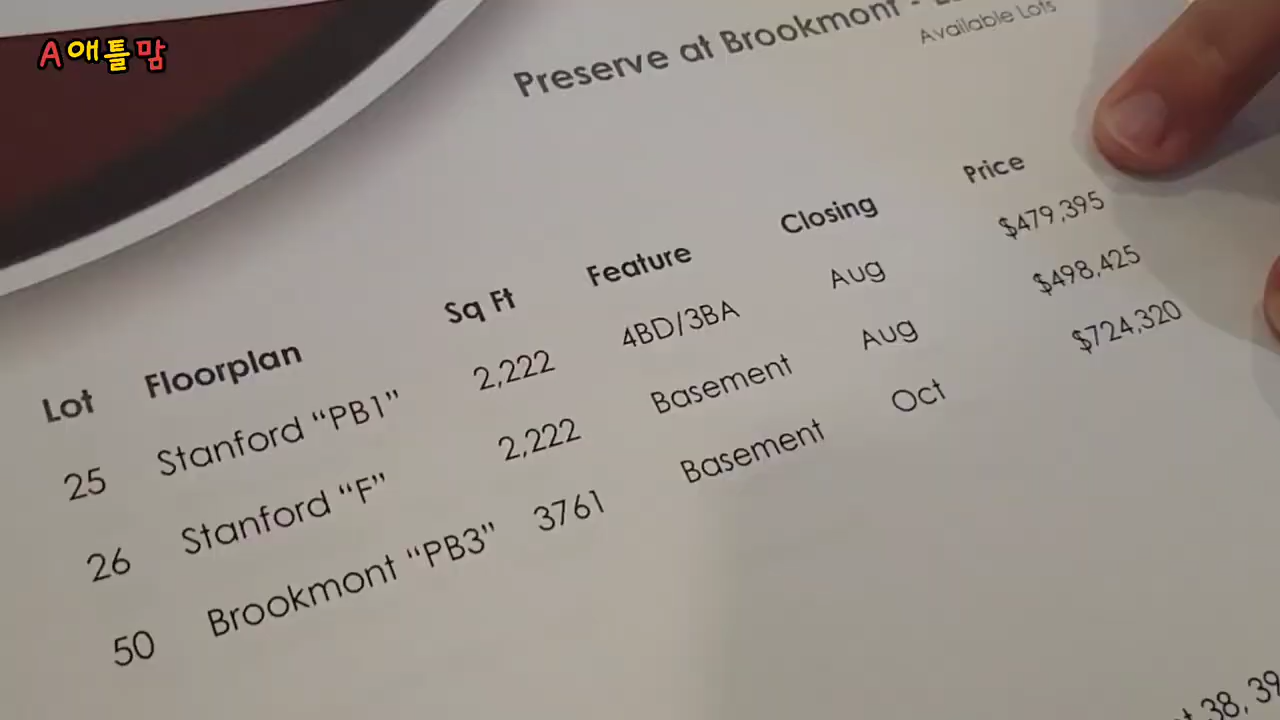 A애틀맘
Preserve at Brookmont -
Available Lots
Lot Floorplan Sq Ft Feature Closing Price
25 Stanford “PB1” 2,222 4BD/3BA Aug $479,395
26 Stanford “F” 2,222 Basement Aug $498,425
50 Brookmont “PB3” 3761 Basement Oct $724,320
38, 39